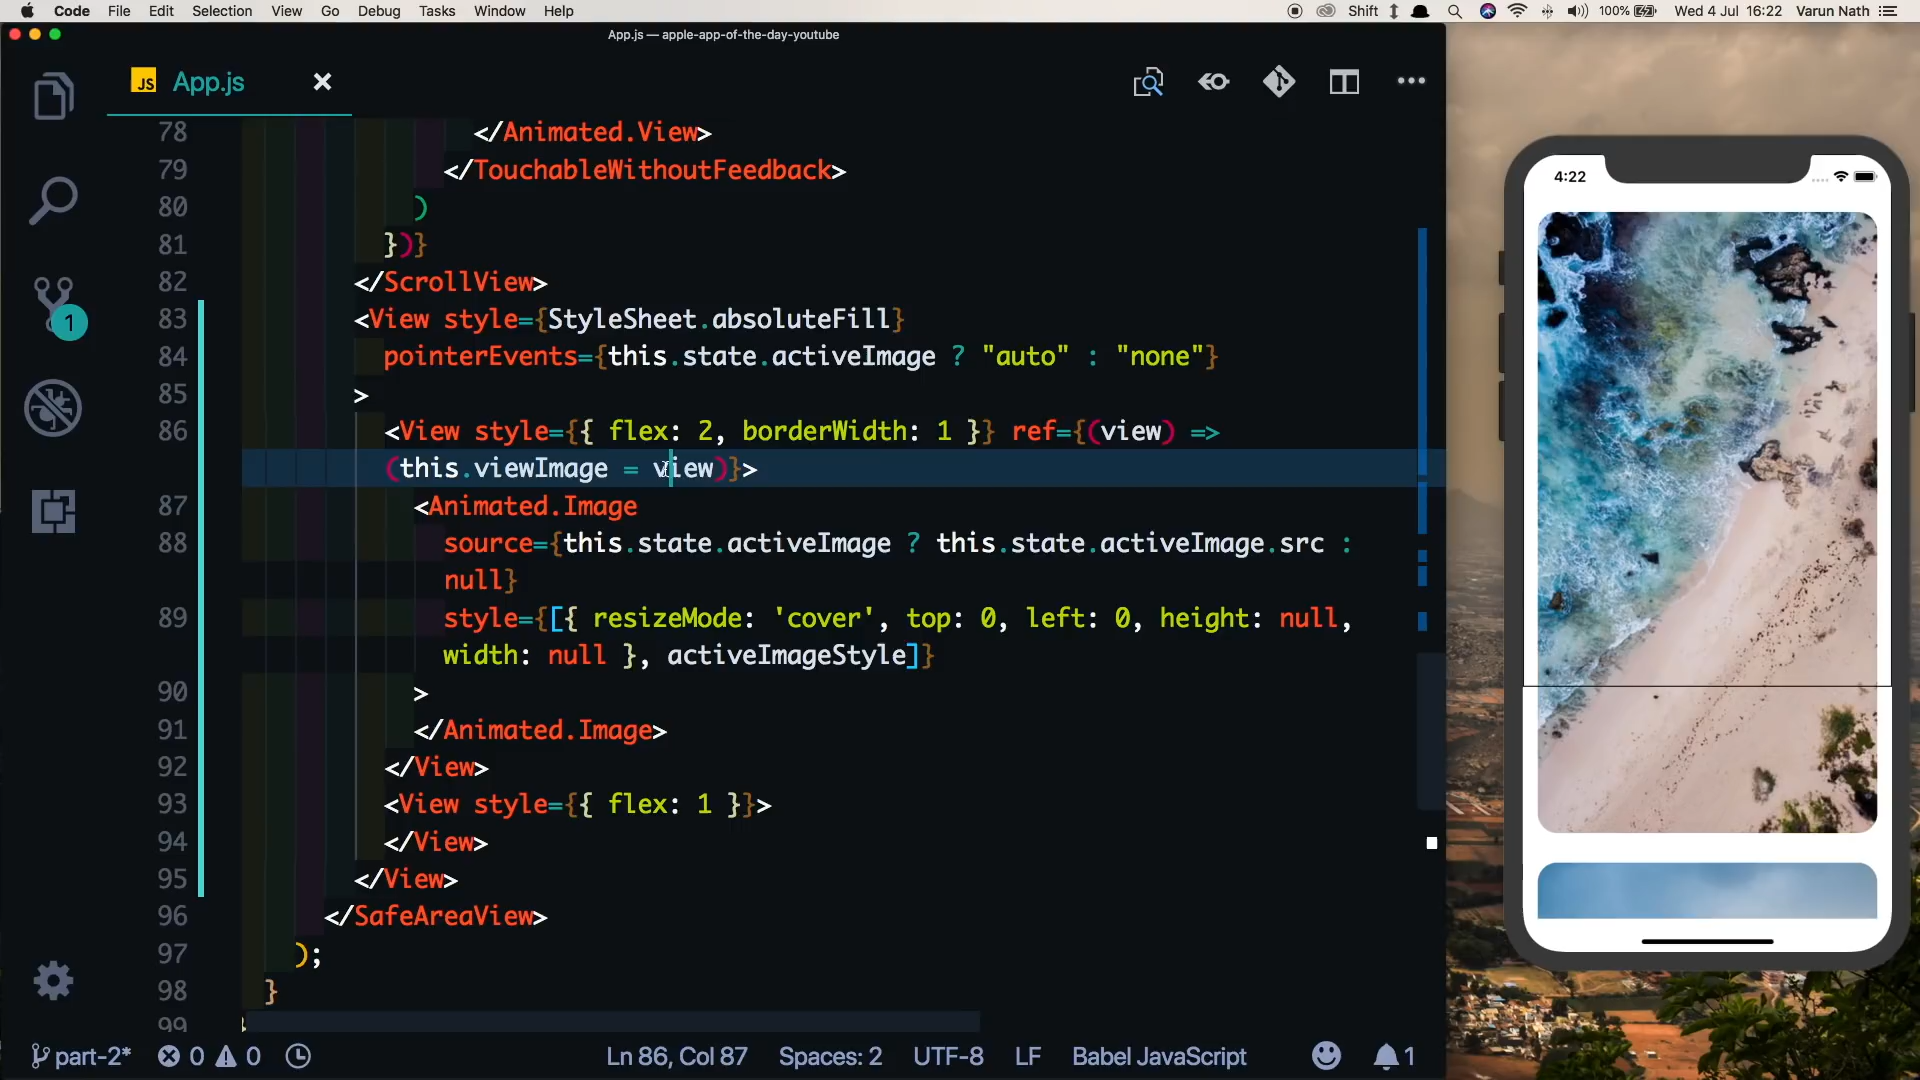 Code File Edit Selection View Go Debug Tasks Window Help Shift 100% Wed 4 Jul 16:22 Varun Nath
App.js — apple-app-of-the-day-youtube
JS App.js
78 </Animated.View>
79 </TouchableWithoutFeedback>
80 )
81 })}
82 </ScrollView>
83 <View style={StyleSheet.absoluteFill}
84 pointerEvents={this.state.activeImage ? "auto" : "none"}
85 >
86 <View style={{ flex: 2, borderWidth: 1 }} ref={(view) =>
(this.viewImage = view)}>
87 <Animated.Image
88 source={this.state.activeImage ? this.state.activeImage.src :
null}
89 style={[{ resizeMode: 'cover', top: 0, left: 0, height: null,
width: null }, activeImageStyle]}
90 >
91 </Animated.Image>
92 </View>
93 <View style={{ flex: 1 }}>
94 </View>
95 </View>
96 </SafeAreaView>
97 );
98 }
99 }
1
part-2* 0 0 Ln 86, Col 87 Spaces: 2 UTF-8 LF Babel JavaScript 1
4:22